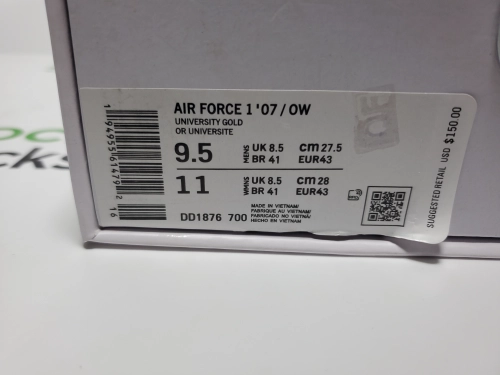 AIR FORCE 1 '07 / OW
UNIVERSITY GOLD
OR UNIVERSITE
9.5 MENS UK 8.5 CM 27.5
BR 41 EUR43
11 WMNS UK 8.5 CM 28
BR 41 EUR43
DD1876 700
MADE IN VIETNAM/
FABRIQUE AU VIETNAM/
FABRICADO NO VIETNÃ/
HECHO EN VIETNAM
SUGGESTED RETAIL USD $150.00